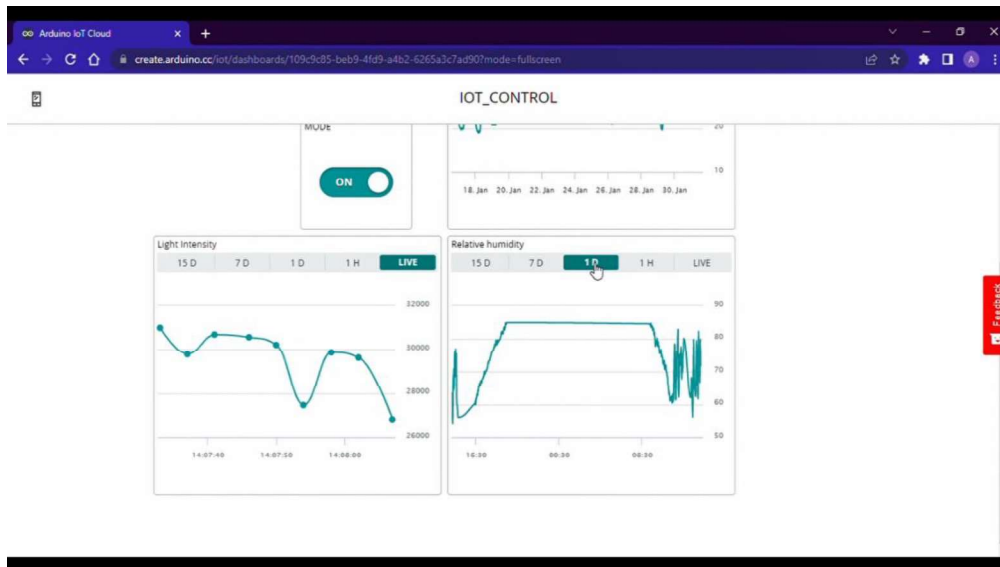 Arduino IoT Cloud
create.arduino.cc/iot/dashboards/109c9c85-beb9-4fd9-a4b2-6265a3c7ad90?mode=fullscreen
A
IOT_CONTROL
MODE
ON
20
10
18. Jan 20. Jan 22. Jan 24. Jan 26. Jan 28. Jan 30. Jan
Light Intensity
15 D 7 D 1 D 1 H LIVE
32000
30000
28000
26000
14:07:40 14:07:50 14:08:00
Relative humidity
15 D 7 D 1 D 1 H LIVE
90
80
70
60
50
16:30 00:30 08:30
Feedback